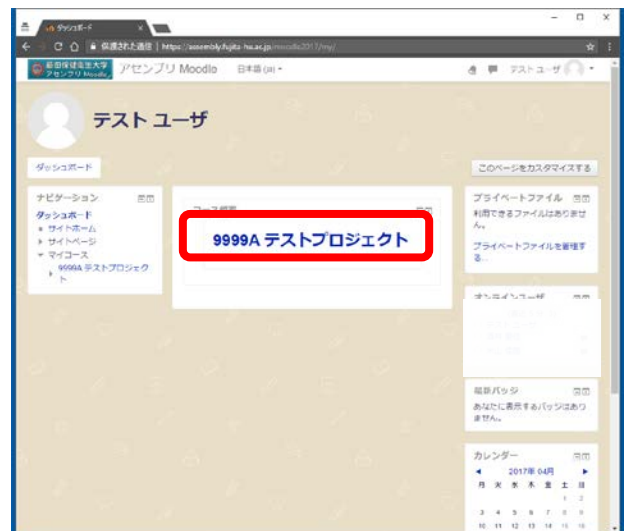 ダッシュボード
保護された通信 | https://assembly.fujita-hu.ac.jp/moodle2017/my/
藤田保健衛生大学
アセンブリ Moodle
アセンブリ Moodle
日本語 (ja)
テスト ユーザ
テスト ユーザ
ダッシュボード
このページをカスタマイズする
ナビゲーション
ダッシュボード
サイトホーム
サイトページ
マイコース
9999A テストプロジェク
ト
コース概要
9999A テストプロジェクト
プライベートファイル
利用できるファイルはありませ
ん。
プライベートファイルを管理す
る...
オンラインユーザ
最新バッジ
あなたに表示するバッジはあり
ません。
カレンダー
2017年 04月
月 火 水 木 金 土 日
1 2
3 4 5 6 7 8 9
10 11 12 13 14 15 16